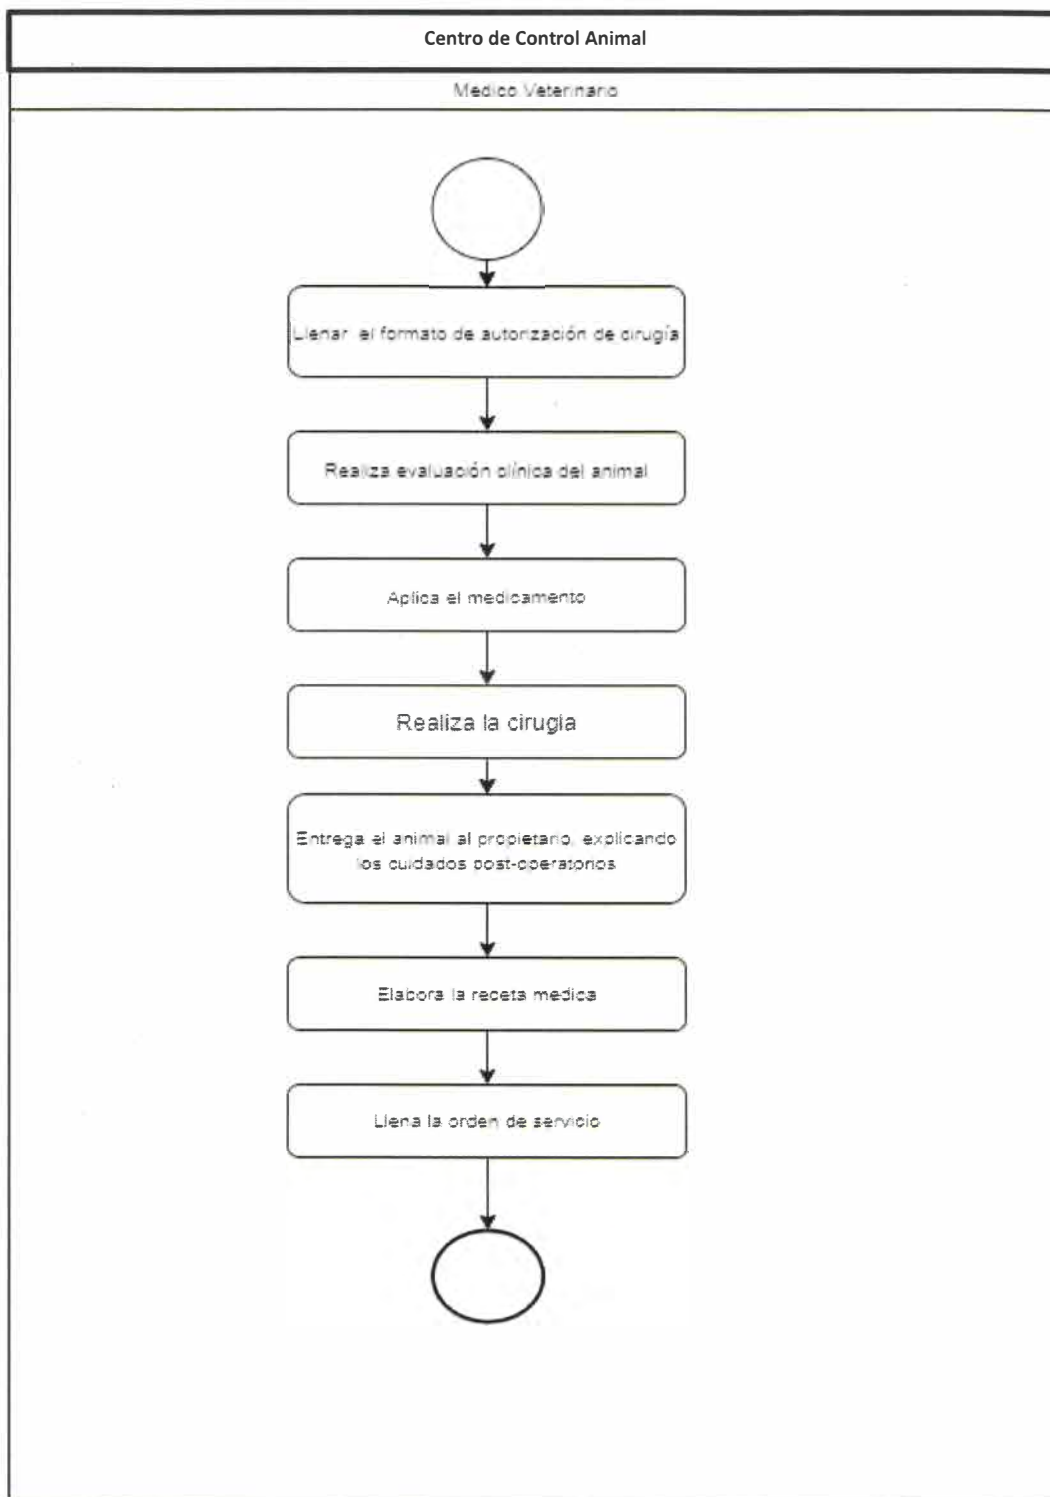 Centro de Control Animal
Medico Veterinario
Llenar el formato de autorización de cirugía
Realiza evaluación clínica del animal
Aplica el medicamento
Realiza la cirugia
Entrega el animal al propietario, explicando
los cuidados post-operatorios
Elabora la receta medica
Llena la orden de servicio